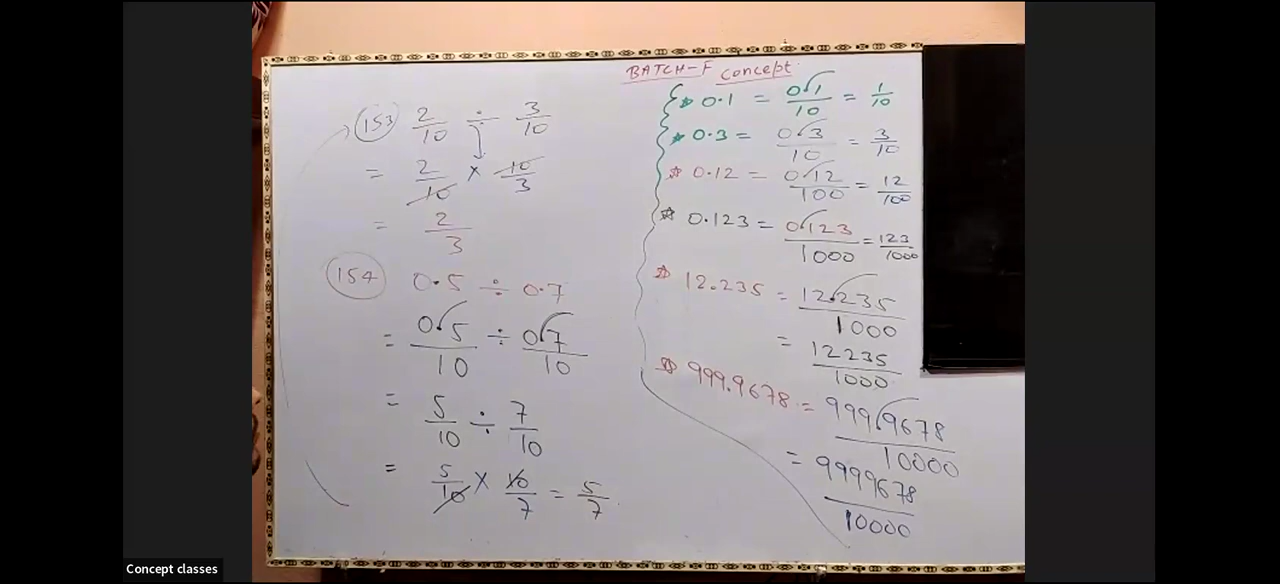 BATCH-F Concept
153 2/10 ÷ 3/10
= 2/10 × 10/3
= 2/3
154 0.5 ÷ 0.7
= 0.5/10 ÷ 0.7/10
= 5/10 ÷ 7/10
= 5/10 × 10/7 = 5/7
☆ 0.1 = 0.1/10 = 1/10
☆ 0.3 = 0.3/10 = 3/10
☆ 0.12 = 0.12/100 = 12/100
☆ 0.123 = 0.123/1000 = 123/1000
☆ 12.235 = 12.235/1000
= 12235/1000
☆ 999.9678 = 999.9678/10000
= 9999678/10000
Concept classes